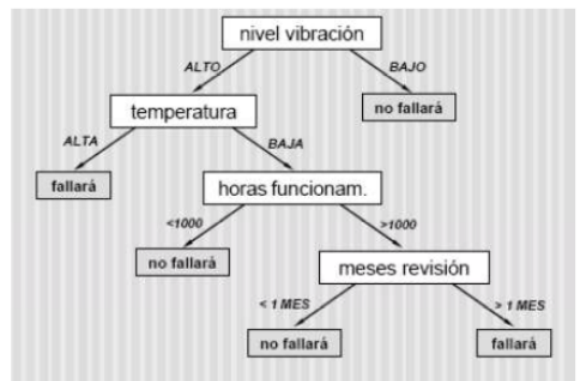 nivel vibración
ALTO
BAJO
temperatura
no fallará
ALTA
BAJA
fallará
horas funcionam.
<1000
>1000
no fallará
meses revisión
< 1 MES
> 1 MES
no fallará
fallará